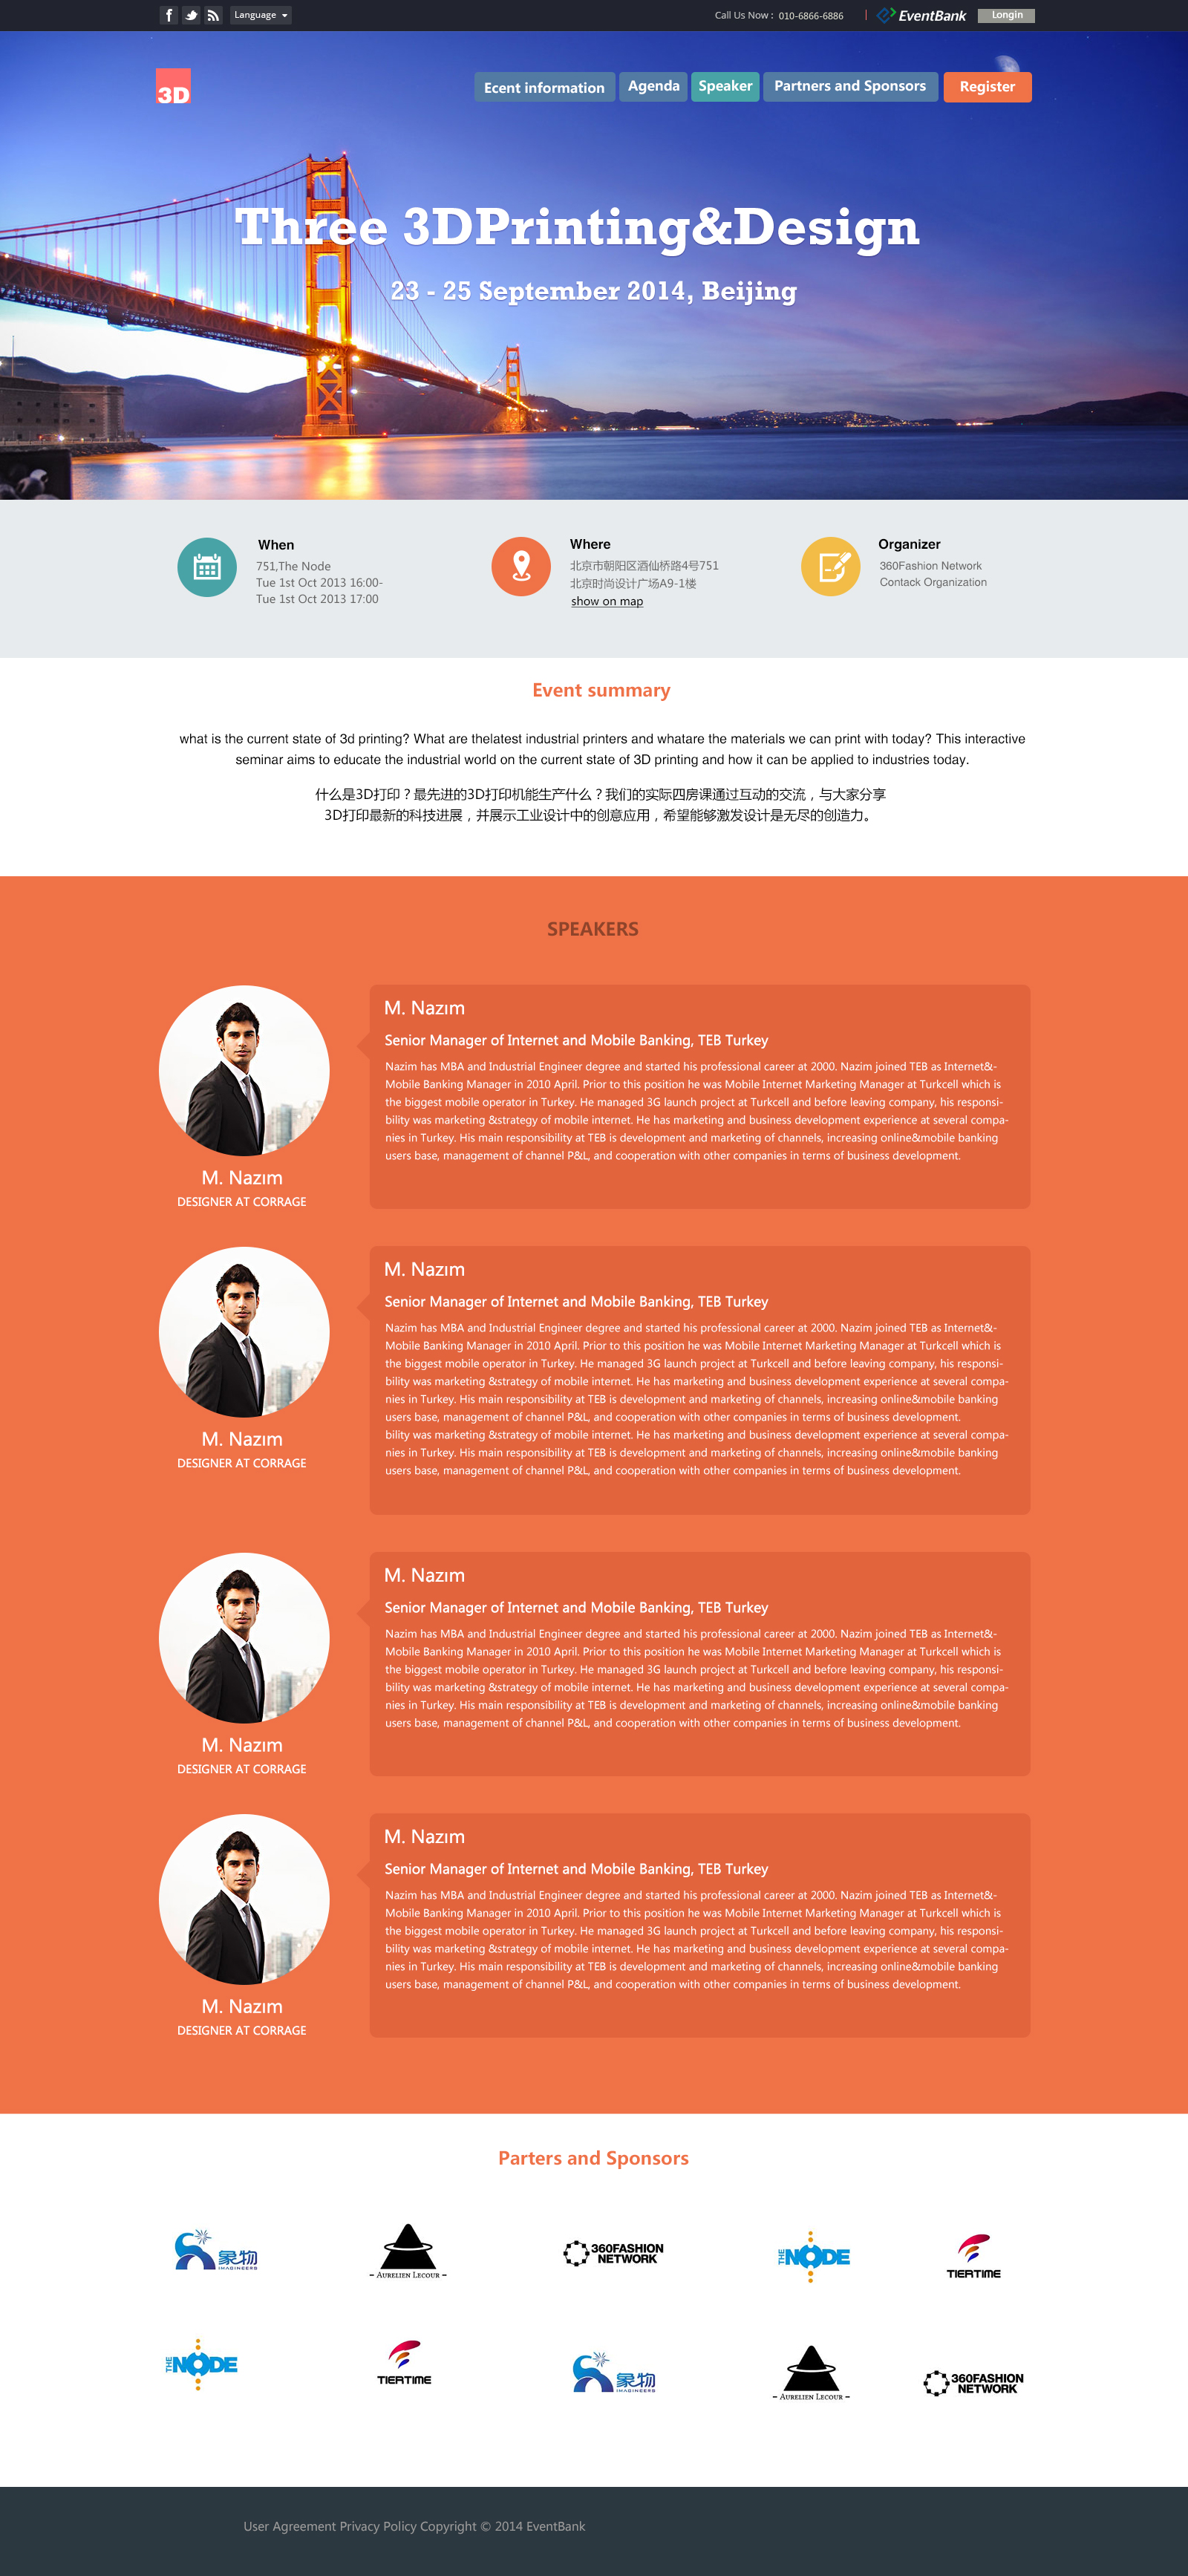 Language
Call Us Now : 010-6866-6886
EventBank
Longin
3D
Ecent information
Agenda
Speaker
Partners and Sponsors
Register
Three 3DPrinting&Design
23 - 25 September 2014, Beijing
When
751,The Node
Tue 1st Oct 2013 16:00-
Tue 1st Oct 2013 17:00
Where
北京市朝阳区酒仙桥路4号751
北京时尚设计广场A9-1楼
show on map
Organizer
360Fashion Network
Contack Organization
Event summary
what is the current state of 3d printing? What are thelatest industrial printers and whatare the materials we can print with today? This interactive
seminar aims to educate the industrial world on the current state of 3D printing and how it can be applied to industries today.
什么是3D打印？最先进的3D打印机能生产什么？我们的实际四房课通过互动的交流，与大家分享
3D打印最新的科技进展，并展示工业设计中的创意应用，希望能够激发设计是无尽的创造力。
SPEAKERS
M. Nazım
DESIGNER AT CORRAGE
M. Nazım
Senior Manager of Internet and Mobile Banking, TEB Turkey
Nazim has MBA and Industrial Engineer degree and started his professional career at 2000. Nazim joined TEB as Internet&-
Mobile Banking Manager in 2010 April. Prior to this position he was Mobile Internet Marketing Manager at Turkcell which is
the biggest mobile operator in Turkey. He managed 3G launch project at Turkcell and before leaving company, his responsi-
bility was marketing &strategy of mobile internet. He has marketing and business development experience at several compa-
nies in Turkey. His main responsibility at TEB is development and marketing of channels, increasing online&mobile banking
users base, management of channel P&L, and cooperation with other companies in terms of business development.
M. Nazım
DESIGNER AT CORRAGE
M. Nazım
Senior Manager of Internet and Mobile Banking, TEB Turkey
Nazim has MBA and Industrial Engineer degree and started his professional career at 2000. Nazim joined TEB as Internet&-
Mobile Banking Manager in 2010 April. Prior to this position he was Mobile Internet Marketing Manager at Turkcell which is
the biggest mobile operator in Turkey. He managed 3G launch project at Turkcell and before leaving company, his responsi-
bility was marketing &strategy of mobile internet. He has marketing and business development experience at several compa-
nies in Turkey. His main responsibility at TEB is development and marketing of channels, increasing online&mobile banking
users base, management of channel P&L, and cooperation with other companies in terms of business development.
bility was marketing &strategy of mobile internet. He has marketing and business development experience at several compa-
nies in Turkey. His main responsibility at TEB is development and marketing of channels, increasing online&mobile banking
users base, management of channel P&L, and cooperation with other companies in terms of business development.
M. Nazım
DESIGNER AT CORRAGE
M. Nazım
Senior Manager of Internet and Mobile Banking, TEB Turkey
Nazim has MBA and Industrial Engineer degree and started his professional career at 2000. Nazim joined TEB as Internet&-
Mobile Banking Manager in 2010 April. Prior to this position he was Mobile Internet Marketing Manager at Turkcell which is
the biggest mobile operator in Turkey. He managed 3G launch project at Turkcell and before leaving company, his responsi-
bility was marketing &strategy of mobile internet. He has marketing and business development experience at several compa-
nies in Turkey. His main responsibility at TEB is development and marketing of channels, increasing online&mobile banking
users base, management of channel P&L, and cooperation with other companies in terms of business development.
M. Nazım
DESIGNER AT CORRAGE
M. Nazım
Senior Manager of Internet and Mobile Banking, TEB Turkey
Nazim has MBA and Industrial Engineer degree and started his professional career at 2000. Nazim joined TEB as Internet&-
Mobile Banking Manager in 2010 April. Prior to this position he was Mobile Internet Marketing Manager at Turkcell which is
the biggest mobile operator in Turkey. He managed 3G launch project at Turkcell and before leaving company, his responsi-
bility was marketing &strategy of mobile internet. He has marketing and business development experience at several compa-
nies in Turkey. His main responsibility at TEB is development and marketing of channels, increasing online&mobile banking
users base, management of channel P&L, and cooperation with other companies in terms of business development.
Parters and Sponsors
象物
IMAGINEERS
- AURELIEN LECOUR -
360FASHION
NETWORK
THE NODE
TIERTIME
THE NODE
TIERTIME
象物
IMAGINEERS
- AURELIEN LECOUR -
360FASHION
NETWORK
User Agreement Privacy Policy Copyright © 2014 EventBank